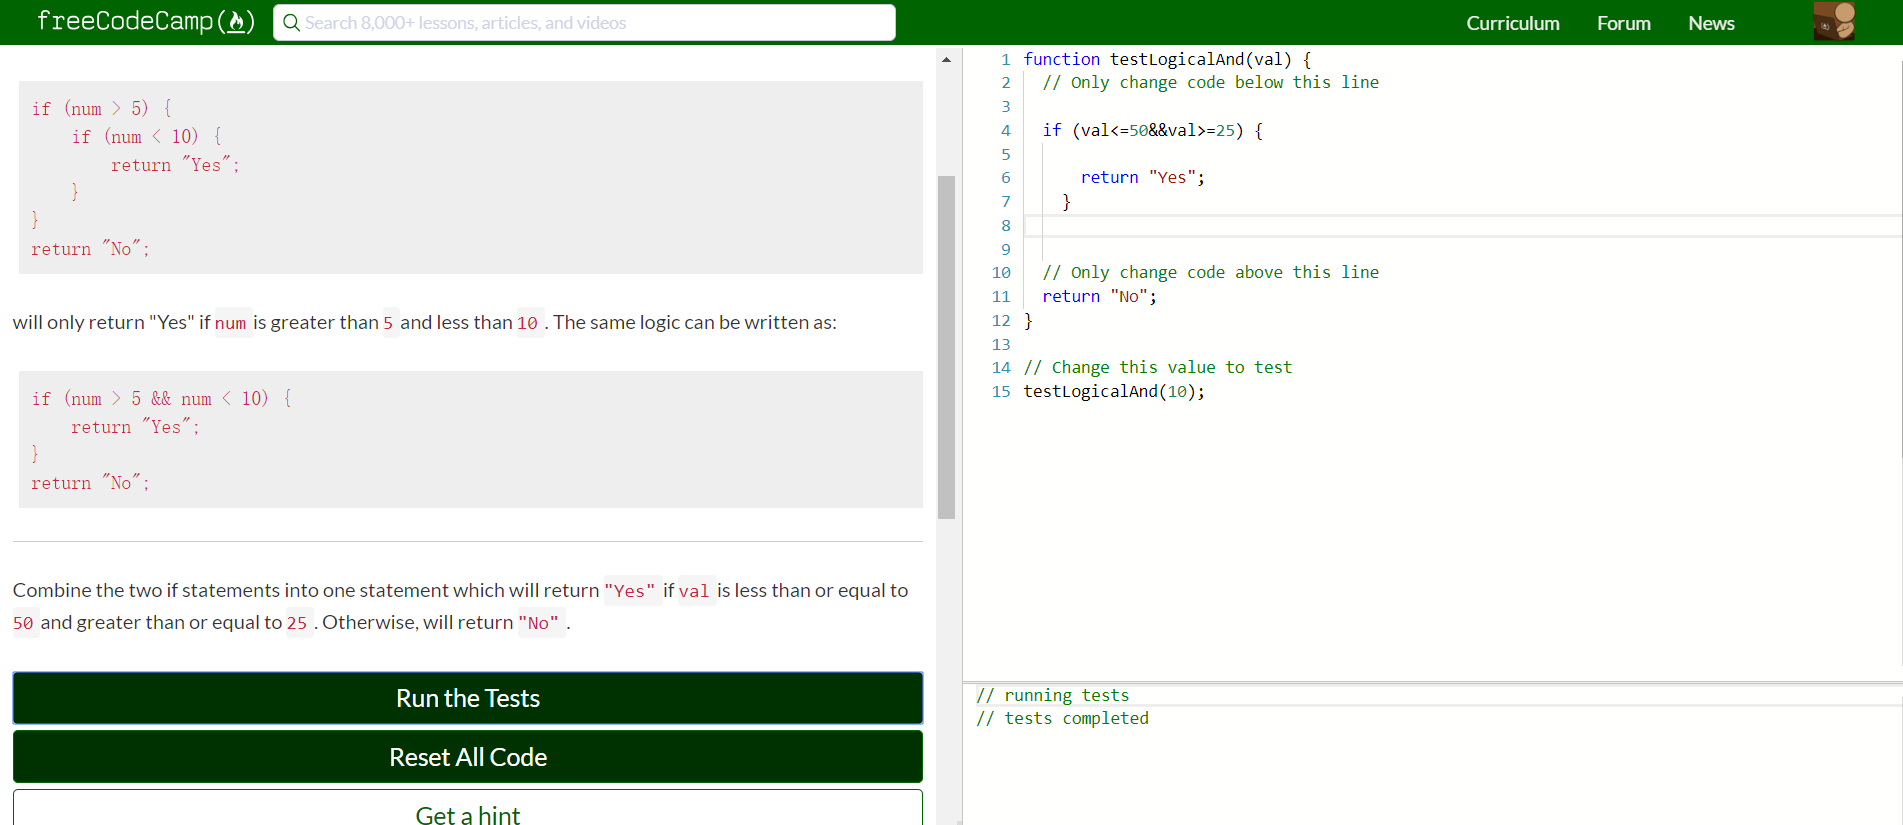 freeCodeCamp
Search 8,000+ lessons, articles, and videos
Curriculum
Forum
News
if (num > 5) {
    if (num < 10) {
        return "Yes";
    }
}
return "No";
will only return "Yes" if num is greater than 5 and less than 10 . The same logic can be written as:
if (num > 5 && num < 10) {
    return "Yes";
}
return "No";
Combine the two if statements into one statement which will return "Yes" if val is less than or equal to
50 and greater than or equal to 25 . Otherwise, will return "No" .
Run the Tests
Reset All Code
Get a hint
1 function testLogicalAnd(val) {
2   // Only change code below this line
3
4   if (val<=50&&val>=25) {
5
6       return "Yes";
7     }
8
9
10   // Only change code above this line
11   return "No";
12 }
13
14 // Change this value to test
15 testLogicalAnd(10);
// running tests
// tests completed